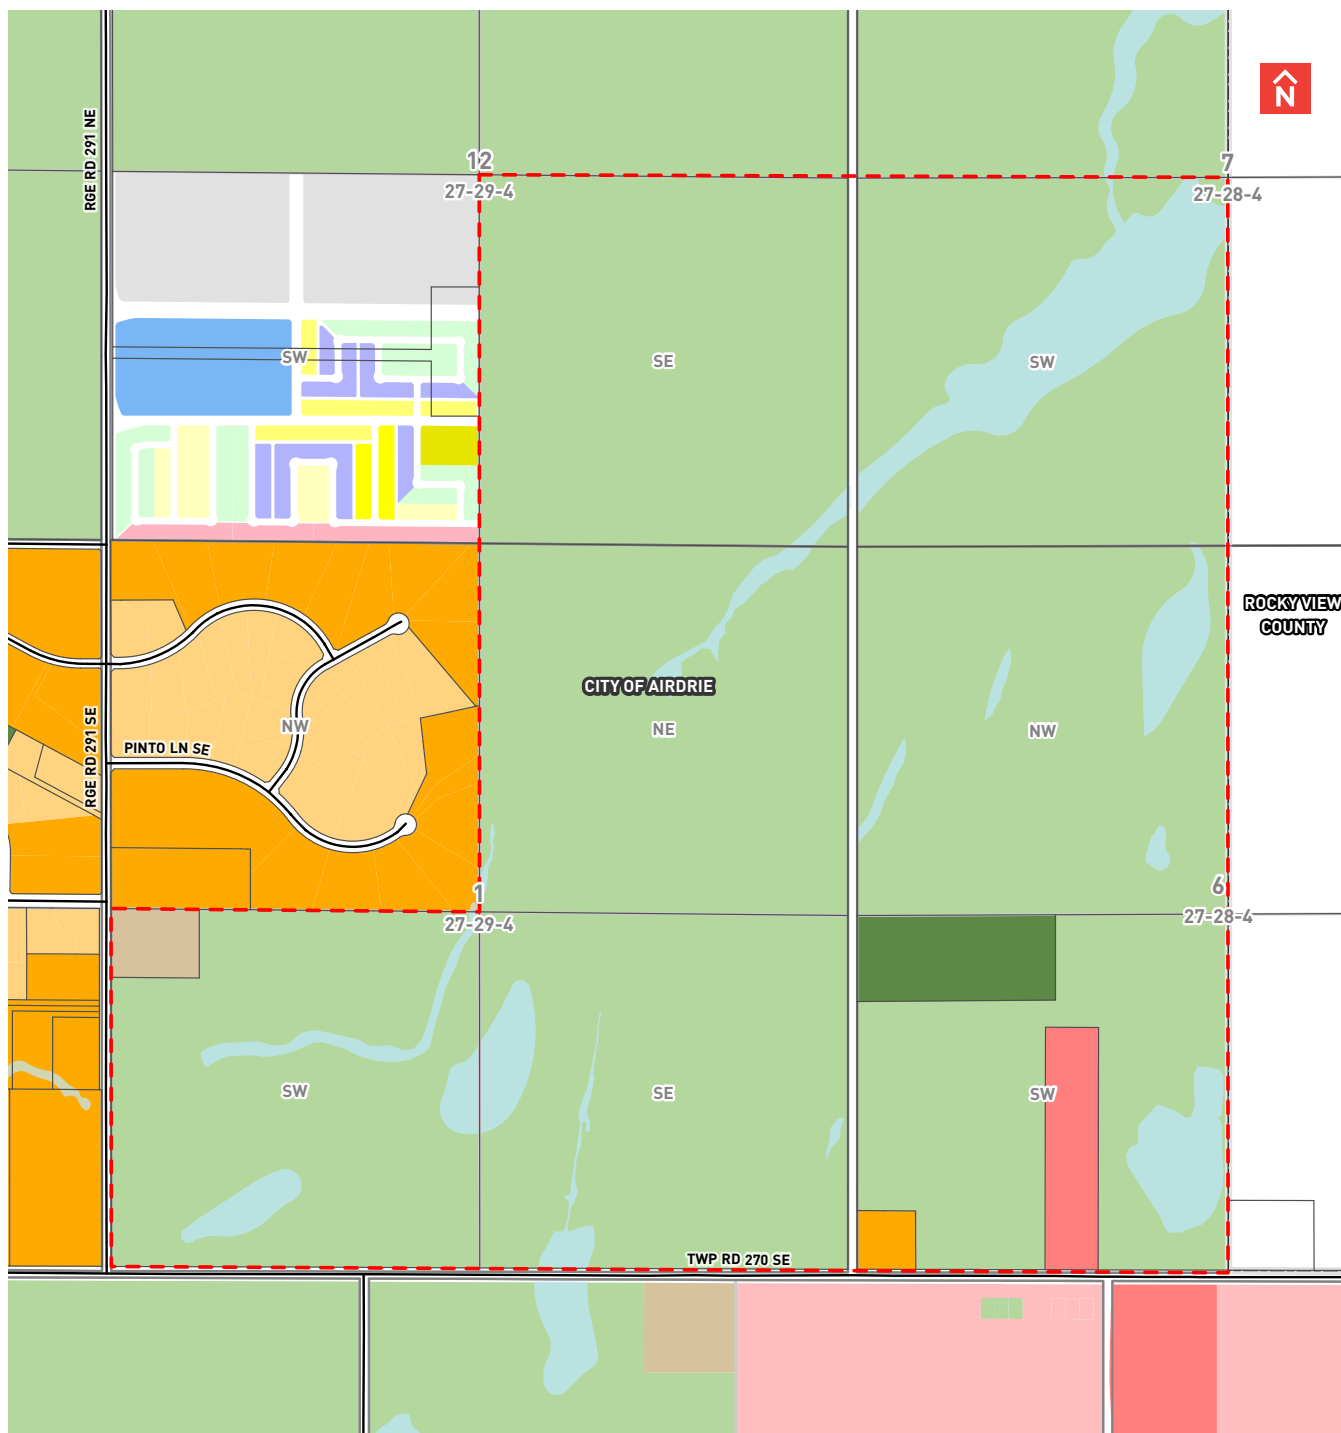 N
RGE RD 291 NE
12
27-29-4
7
27-28-4
SW
SE
SW
ROCKY VIEW
COUNTY
CITY OF AIRDRIE
RGE RD 291 SE
NW
NE
NW
PINTO LN SE
1
27-29-4
6
27-28-4
SW
SE
SW
TWP RD 270 SE